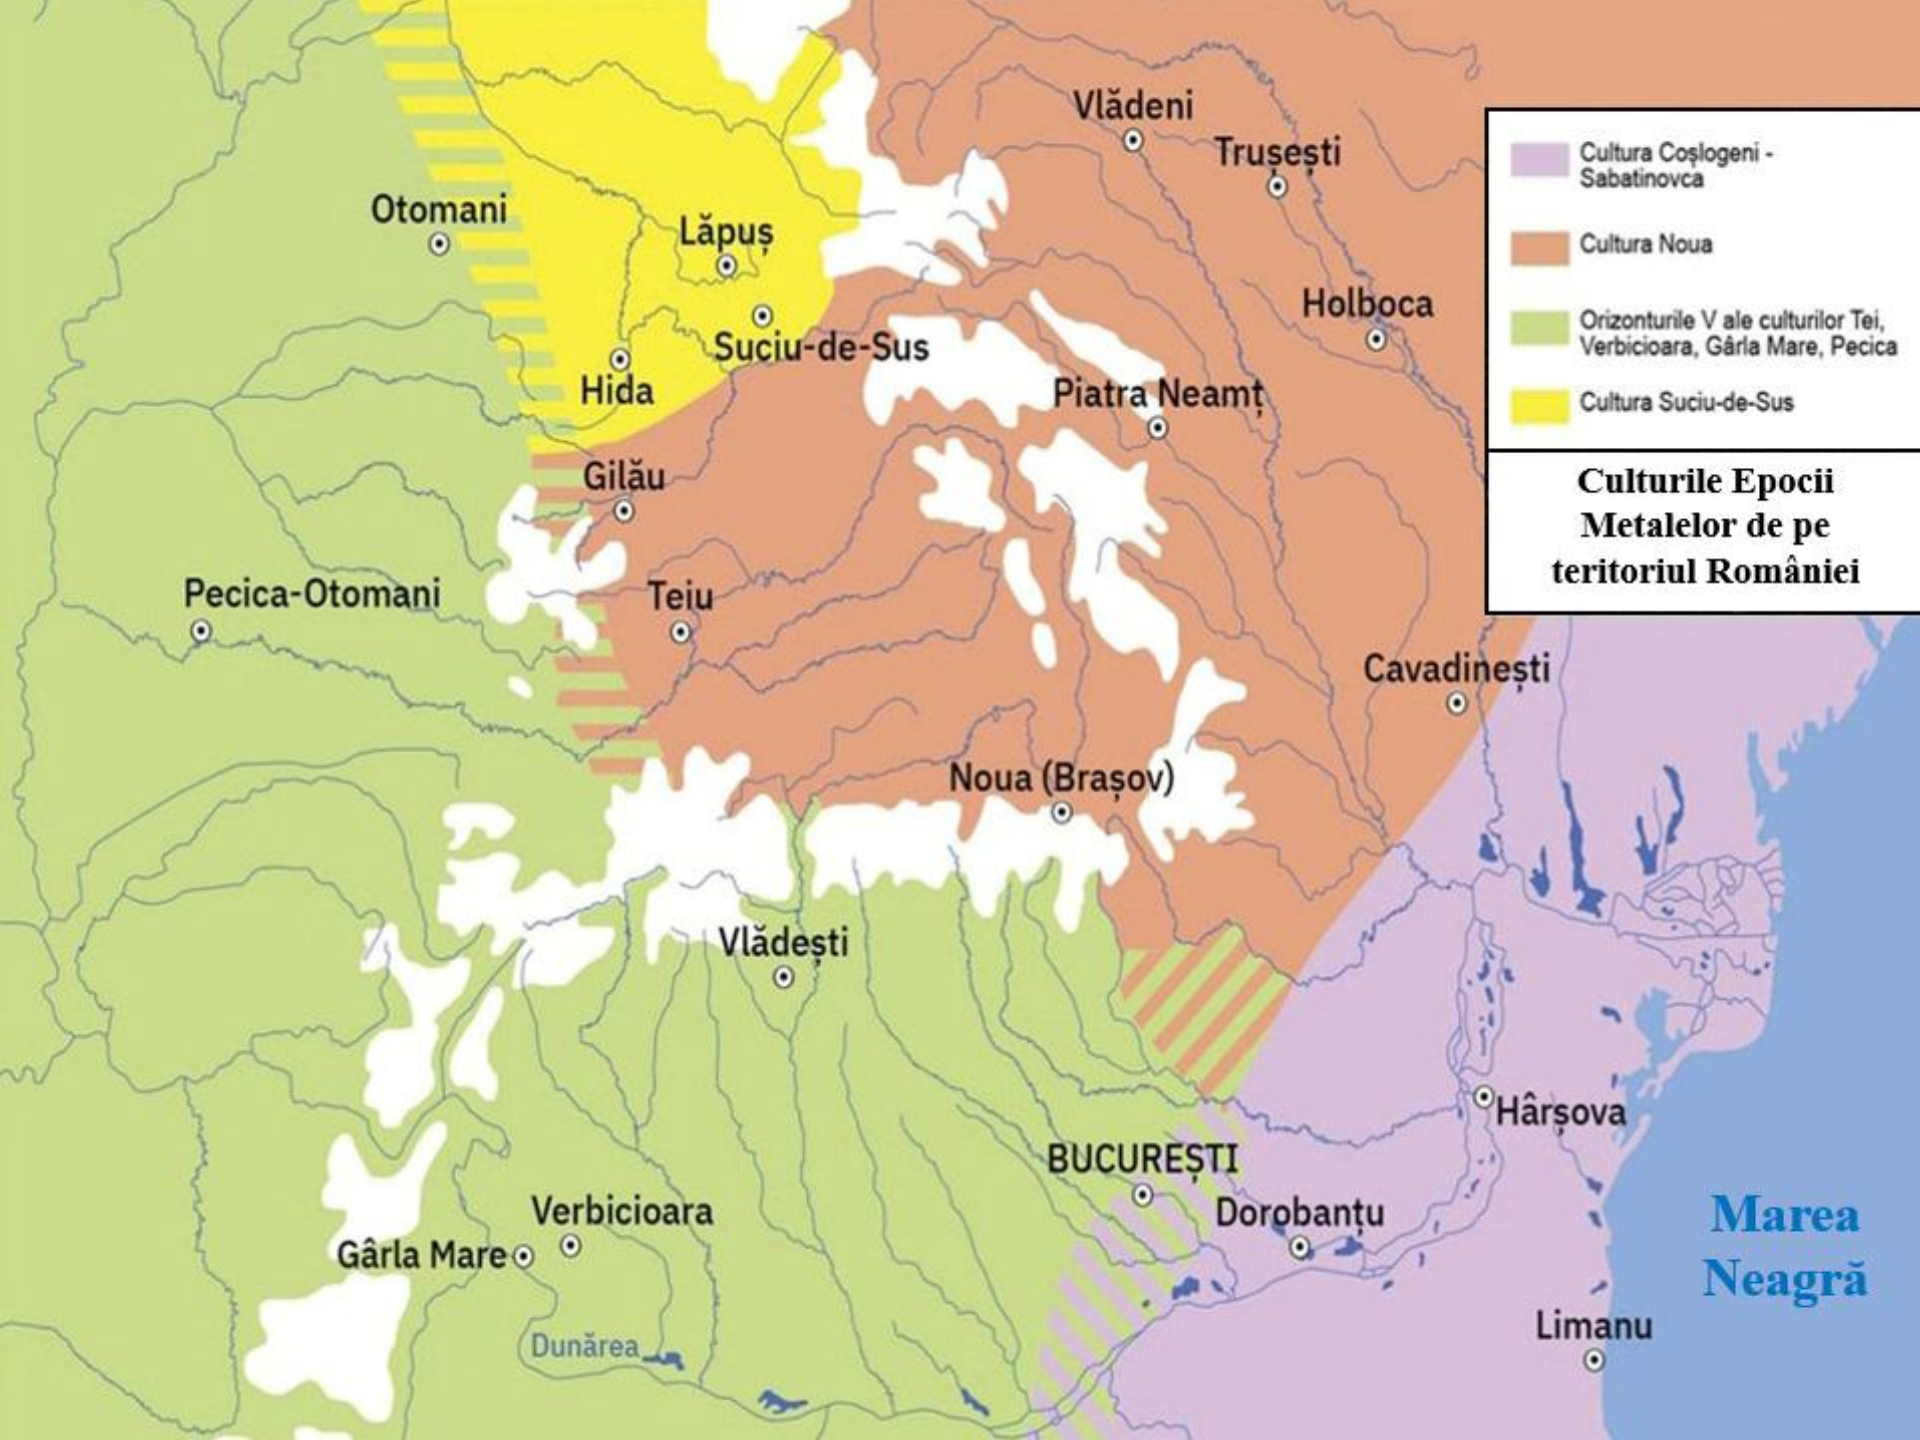 Vlădeni
Trușești
Cultura Coșlogeni -
Sabatinovca
Otomani
Lăpuș
Cultura Noua
Holboca
Suciu-de-Sus
Orizonturile V ale culturilor Tei,
Verbicioara, Gârla Mare, Pecica
Hida
Piatra Neamț
Cultura Suciu-de-Sus
Gilău
Culturile Epocii
Metalelor de pe
teritoriul României
Pecica-Otomani
Teiu
Cavadinești
Noua (Brașov)
Vlădești
Hârșova
BUCUREȘTI
Verbicioara
Dorobanțu
Marea
Neagră
Gârla Mare
Limanu
Dunărea